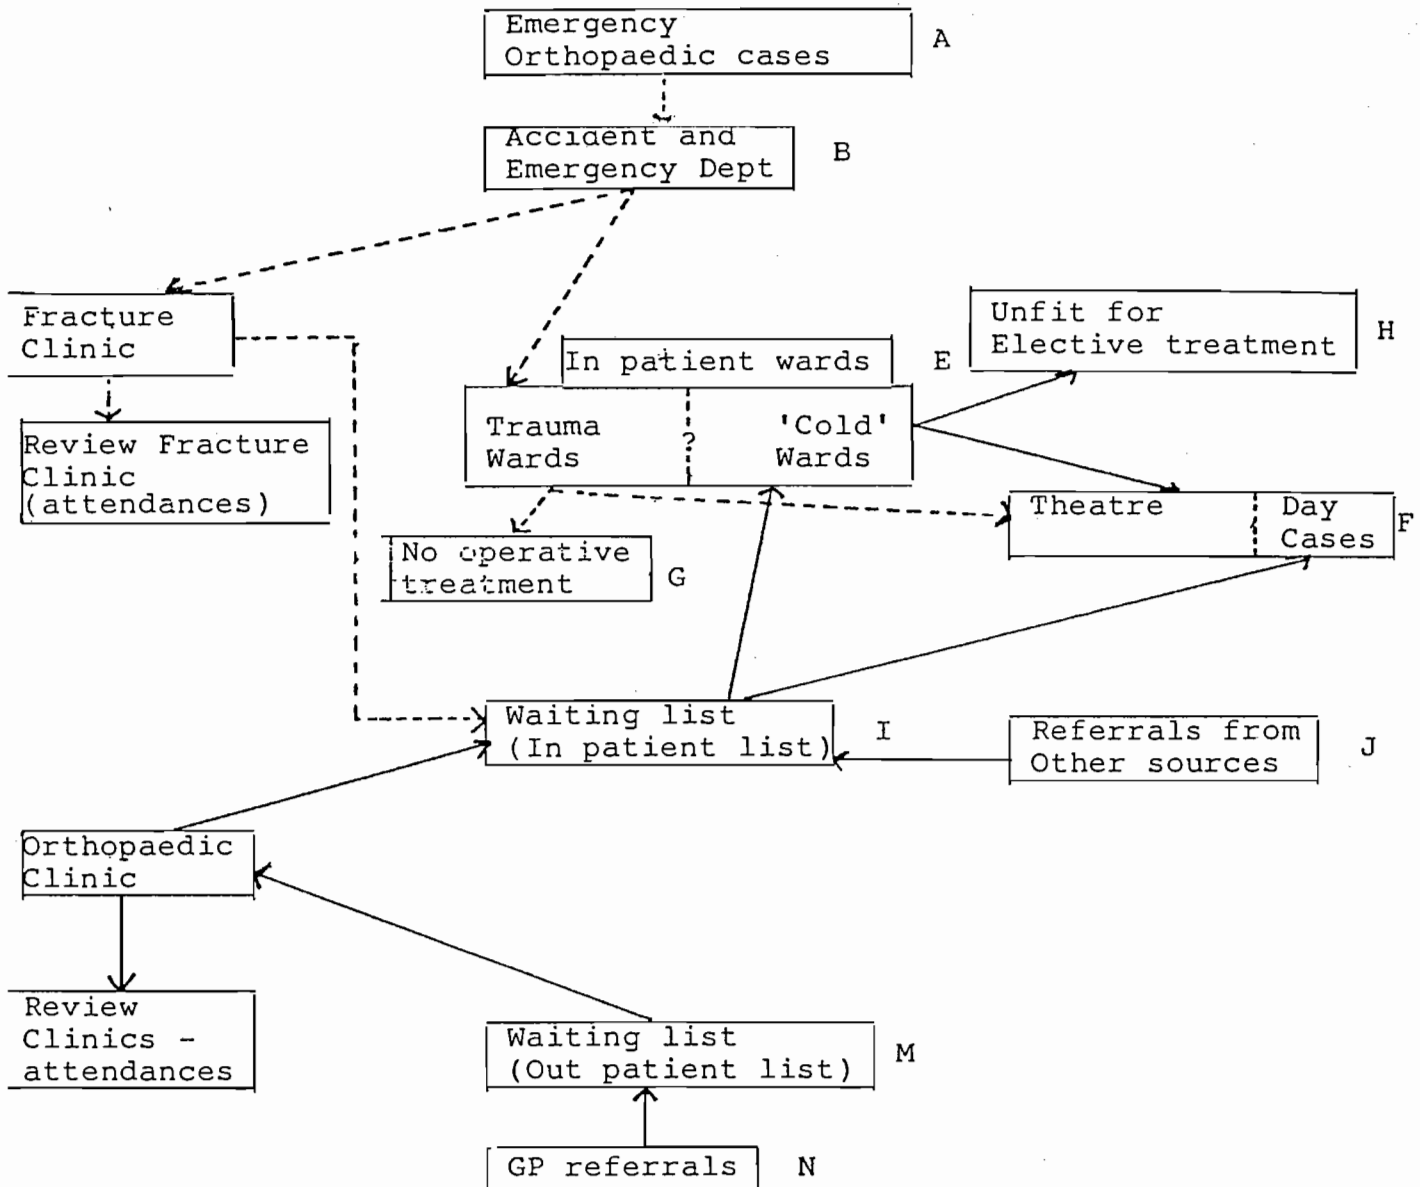 Emergency
Orthopaedic cases
A
Accident and
Emergency Dept
B
Fracture
Clinic
Unfit for
Elective treatment
H
In patient wards
E
Trauma
Wards
?
'Cold'
Wards
Review Fracture
Clinic
(attendances)
Theatre
Day
Cases
F
No operative
treatment
G
Waiting list
(In patient list)
I
Referrals from
Other sources
J
Orthopaedic
Clinic
Review
Clinics -
attendances
Waiting list
(Out patient list)
M
GP referrals
N